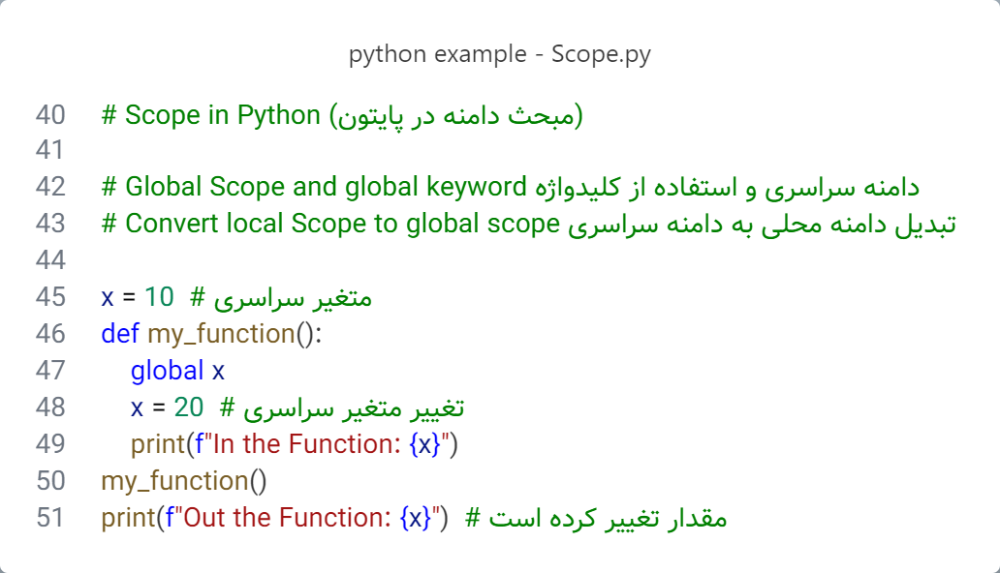 python example - Scope.py
40 # Scope in Python (مبحث دامنه در پایتون)
41
42 # Global Scope and global keyword دامنه سراسری و استفاده از کلیدواژه
43 # Convert local Scope to global scope تبدیل دامنه محلی به دامنه سراسری
44
45 x = 10  # متغیر سراسری
46 def my_function():
47     global x
48     x = 20  # تغییر متغیر سراسری
49     print(f"In the Function: {x}")
50 my_function()
51 print(f"Out the Function: {x}")  # مقدار تغییر کرده است